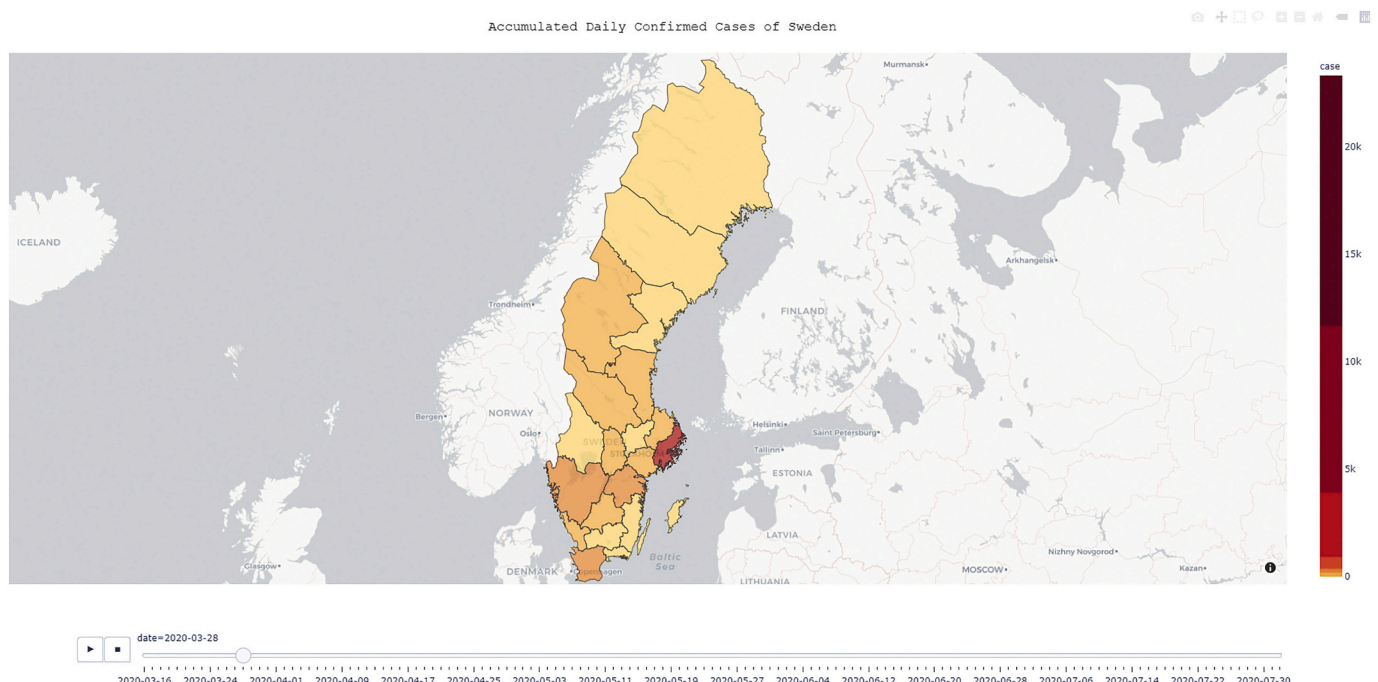 Accumulated Daily Confirmed Cases of Sweden
case
Murmansk
20k
ICELAND
15k
Arkhangelsk
Trondheim
FINLAND
10k
NORWAY
Bergen
Oslo
Helsinki
Saint Petersburg
SWEDEN
Tallinn
STOCKHOLM
5k
ESTONIA
LATVIA
Baltic
Sea
Nizhny Novgorod
Glasgow
DENMARK
Copenhagen
MOSCOW
Kazan
0
LITHUANIA
date=2020-03-28
2020-03-16 2020-03-24 2020-04-01 2020-04-09 2020-04-17 2020-04-25 2020-05-03 2020-05-11 2020-05-19 2020-05-27 2020-06-04 2020-06-12 2020-06-20 2020-06-28 2020-07-06 2020-07-14 2020-07-22 2020-07-30